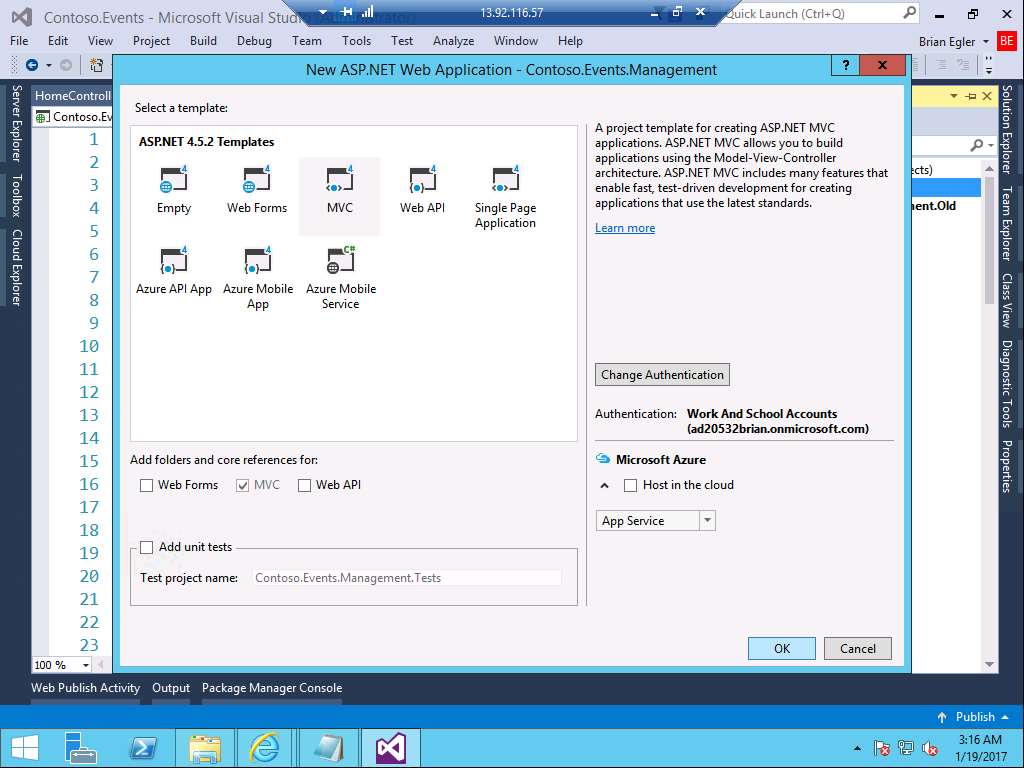 Contoso.Events - Microsoft Visual Studio (Administrator)
13.92.116.57
Quick Launch (Ctrl+Q)
File Edit View Project Build Debug Team Tools Test Analyze Window Help
Brian Egler
BE
New ASP.NET Web Application - Contoso.Events.Management
?
Server Explorer
Toolbox
Cloud Explorer
HomeControll
Contoso.Ev
1
2
3
4
5
6
7
8
9
10
11
12
13
14
15
16
17
18
19
20
21
22
23
100 %
Select a template:
ASP.NET 4.5.2 Templates
Empty
Web Forms
MVC
Web API
Single Page
Application
Azure API App
Azure Mobile
App
Azure Mobile
Service
A project template for creating ASP.NET MVC
applications. ASP.NET MVC allows you to build
applications using the Model-View-Controller
architecture. ASP.NET MVC includes many features that
enable fast, test-driven development for creating
applications that use the latest standards.
Learn more
Change Authentication
Authentication: Work And School Accounts
(ad20532brian.onmicrosoft.com)
Add folders and core references for:
Web Forms MVC Web API
Microsoft Azure
Host in the cloud
App Service
Add unit tests
Test project name: Contoso.Events.Management.Tests
OK
Cancel
ects)
nent.Old
Solution Explorer
Team Explorer
Class View
Diagnostic Tools
Properties
Web Publish Activity Output Package Manager Console
Publish
3:16 AM
1/19/2017